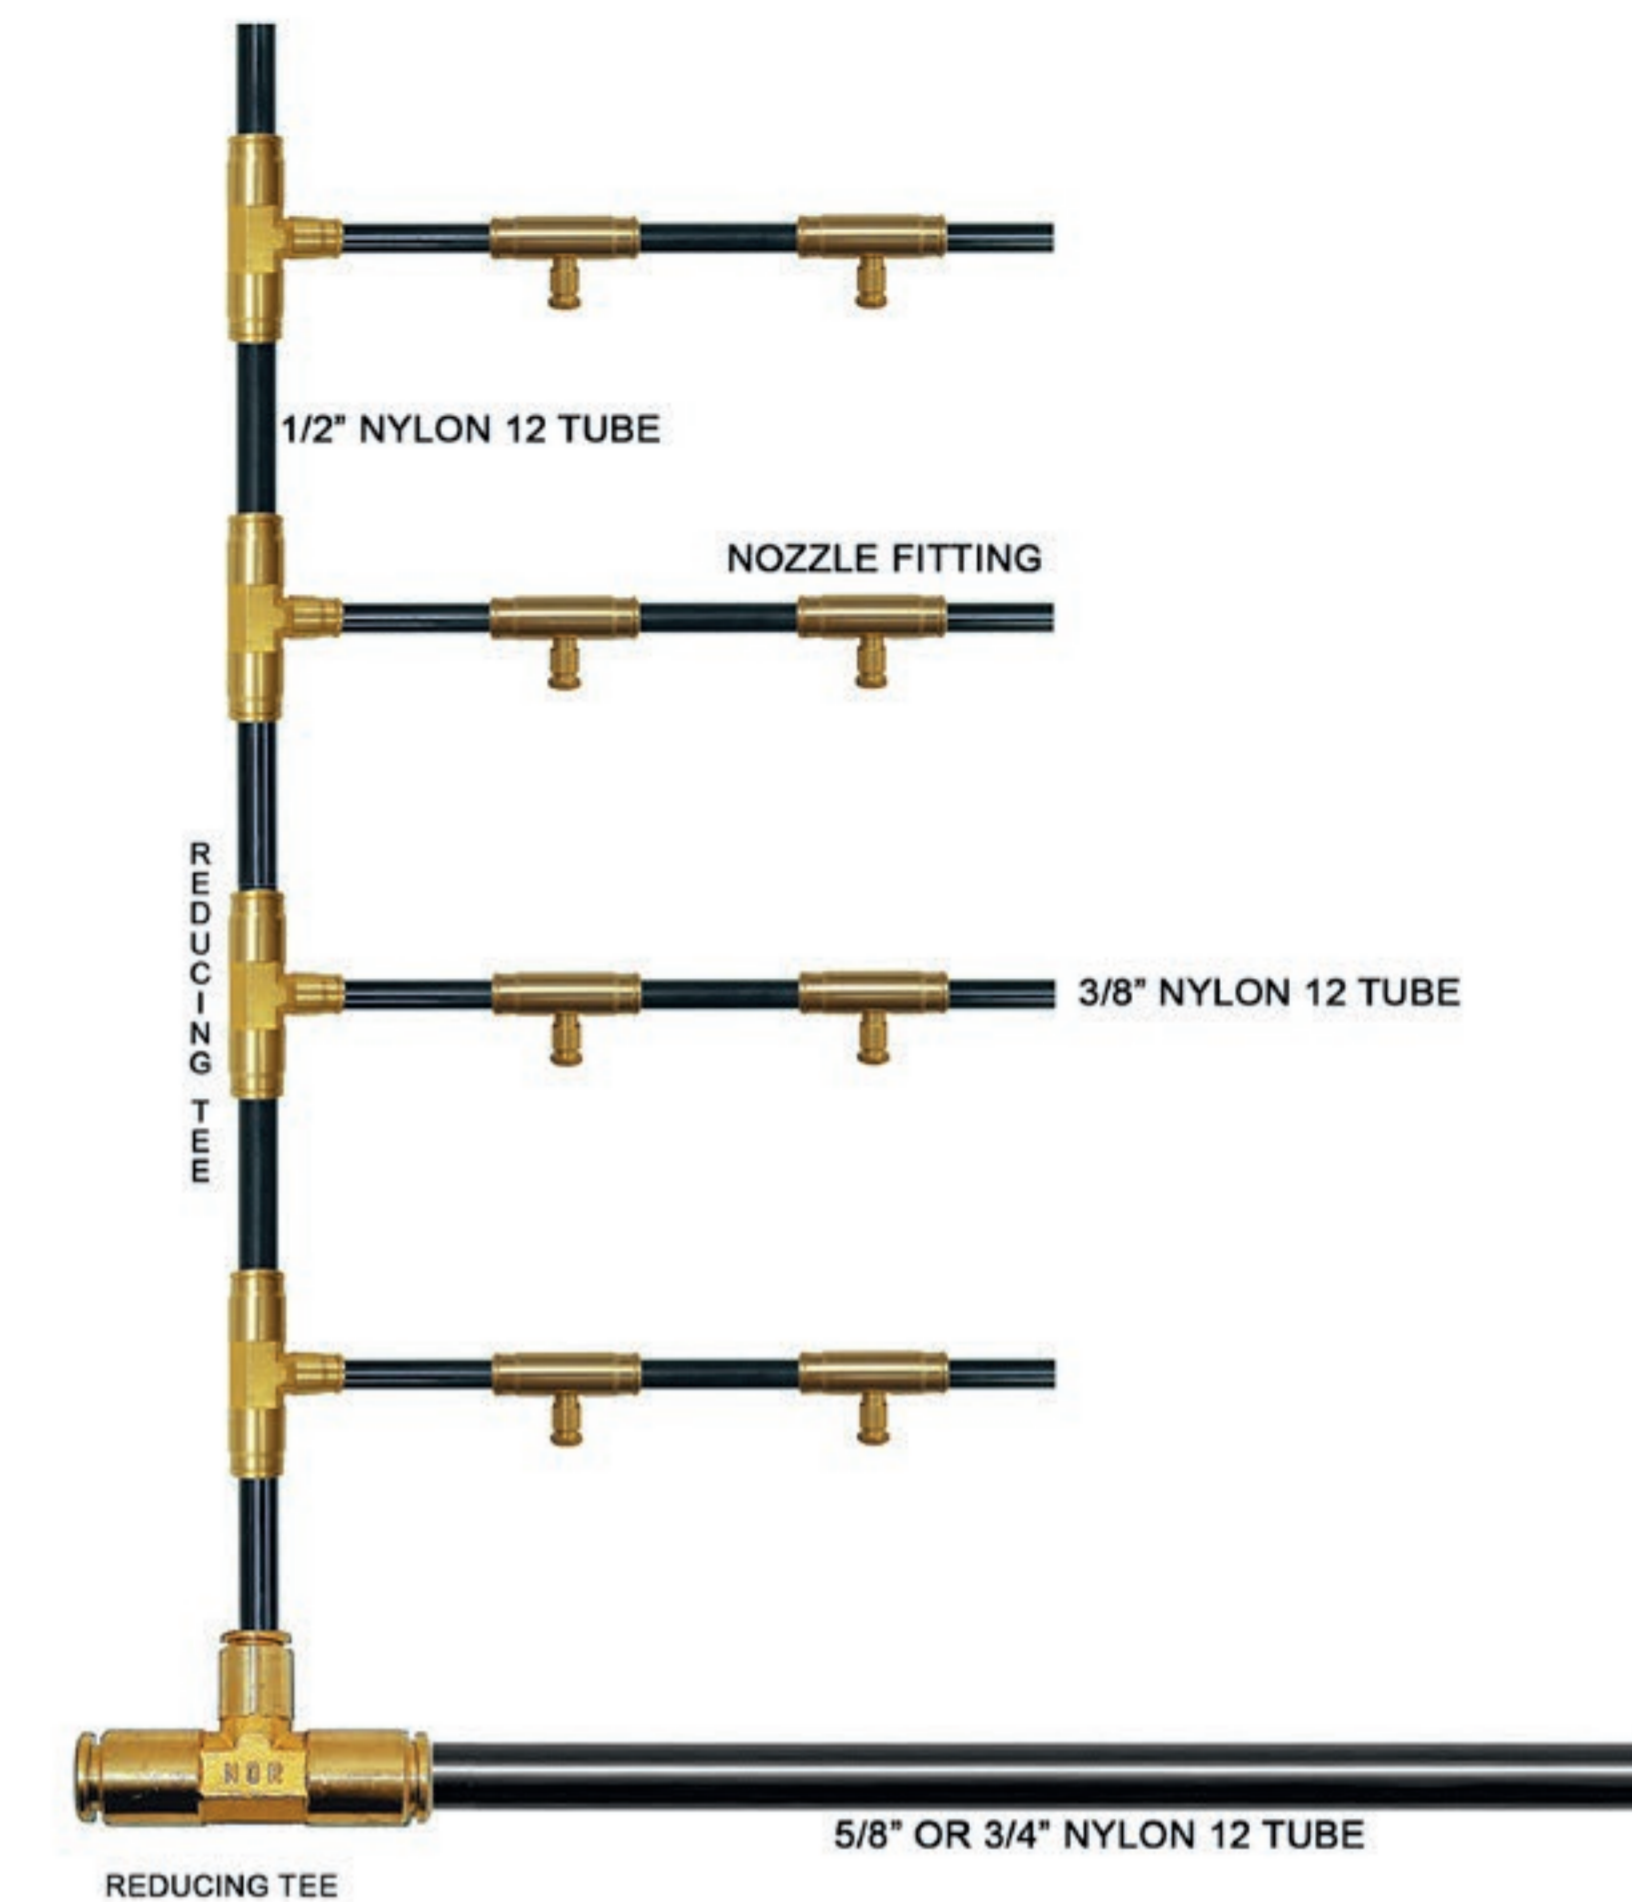 1/2” NYLON 12 TUBE
NOZZLE FITTING
REDUCING TEE
3/8” NYLON 12 TUBE
NOR
5/8” OR 3/4” NYLON 12 TUBE
REDUCING TEE